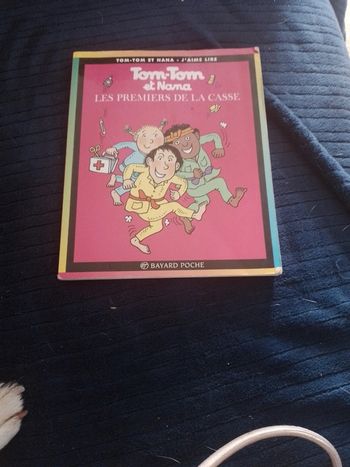 TOM-TOM ET NANA - J'AIME LIRE
Tom-Tom
et Nana
LES PREMIERS DE LA CASSE
BAYARD POCHE